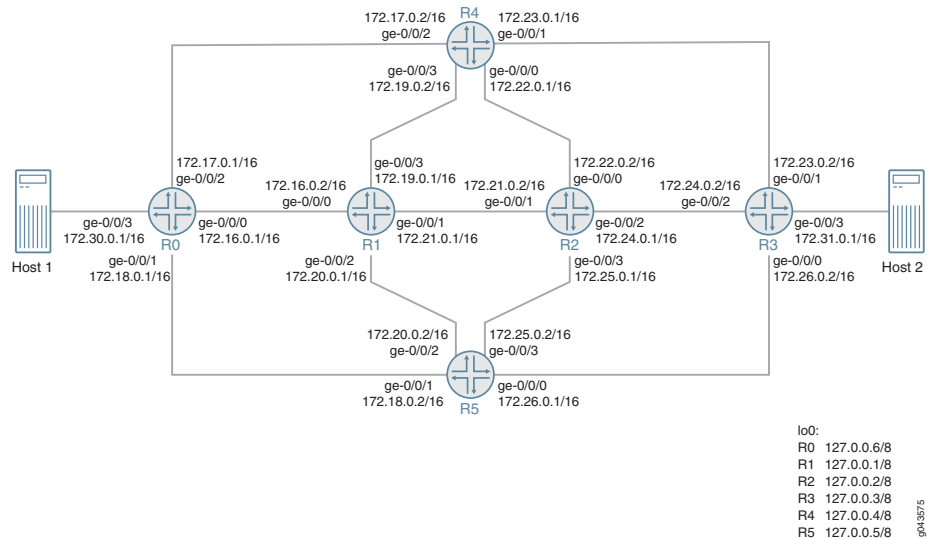 R4
172.17.0.2/16
ge-0/0/2
172.23.0.1/16
ge-0/0/1
ge-0/0/3
172.19.0.2/16
ge-0/0/0
172.22.0.1/16
172.17.0.1/16
ge-0/0/2
ge-0/0/3
172.19.0.1/16
172.22.0.2/16
ge-0/0/0
172.23.0.2/16
ge-0/0/1
172.16.0.2/16
ge-0/0/0
172.21.0.2/16
ge-0/0/1
172.24.0.2/16
ge-0/0/2
Host 1
ge-0/0/3
172.30.0.1/16
R0
ge-0/0/0
172.16.0.1/16
R1
ge-0/0/1
172.21.0.1/16
R2
ge-0/0/2
172.24.0.1/16
R3
ge-0/0/3
172.31.0.1/16
Host 2
ge-0/0/1
172.18.0.1/16
ge-0/0/2
172.20.0.1/16
ge-0/0/3
172.25.0.1/16
ge-0/0/0
172.26.0.2/16
172.20.0.2/16
ge-0/0/2
172.25.0.2/16
ge-0/0/3
ge-0/0/1
172.18.0.2/16
R5
ge-0/0/0
172.26.0.1/16
lo0:
R0 127.0.0.6/8
R1 127.0.0.1/8
R2 127.0.0.2/8
R3 127.0.0.3/8
R4 127.0.0.4/8
R5 127.0.0.5/8
g043575